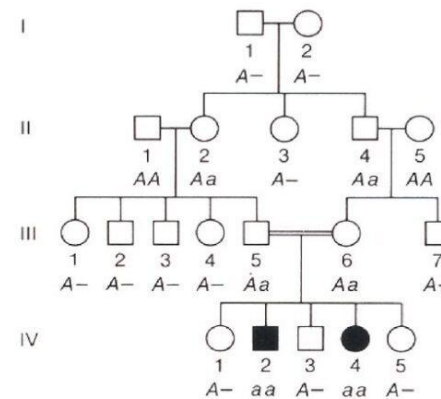 I
1 2
A– A–
II
1 2 3 4 5
AA Aa A– Aa AA
III
1 2 3 4 5 6 7
A– A– A– A– Aa Aa A
IV
1 2 3 4 5
A– aa A– aa A–